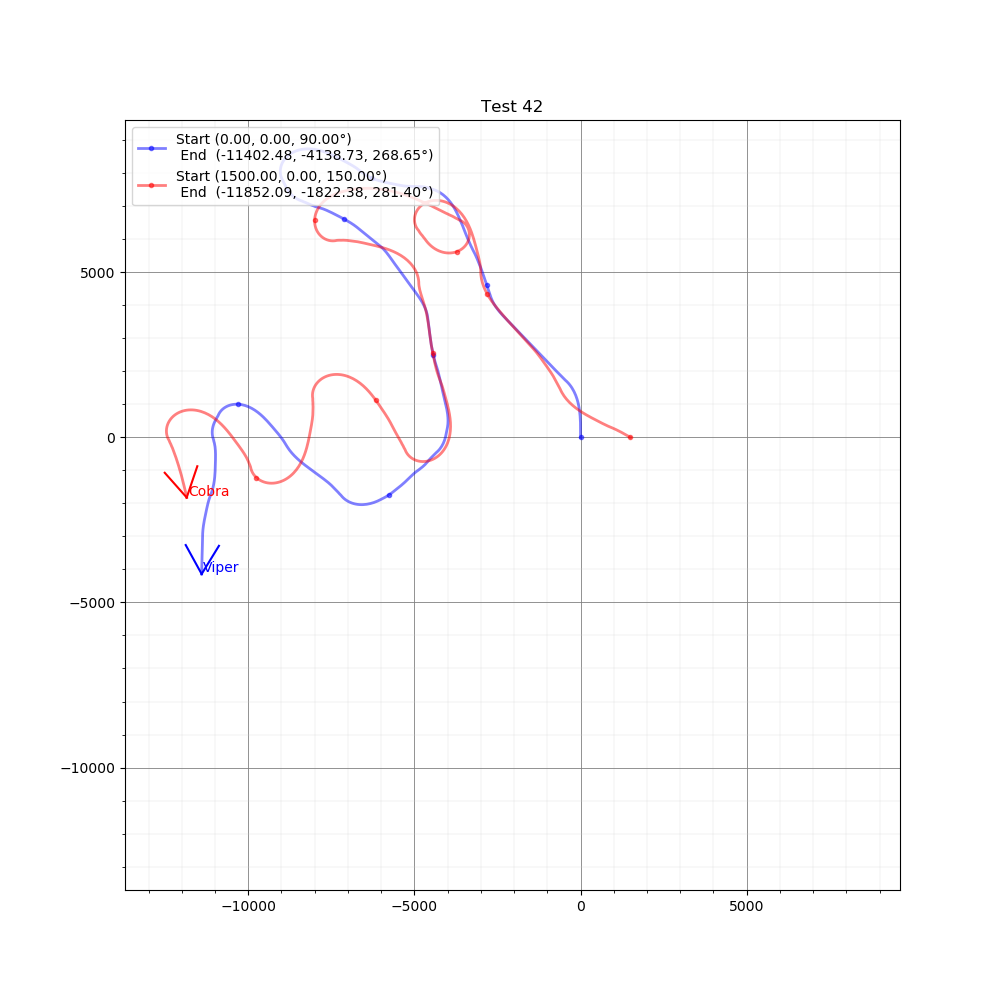 Test 42
Start (0.00, 0.00, 90.00°)
End  (-11402.48, -4138.73, 268.65°)
Start (1500.00, 0.00, 150.00°)
End  (-11852.09, -1822.38, 281.40°)
5000
0
−5000
−10000
Cobra
Viper
−10000
−5000
0
5000